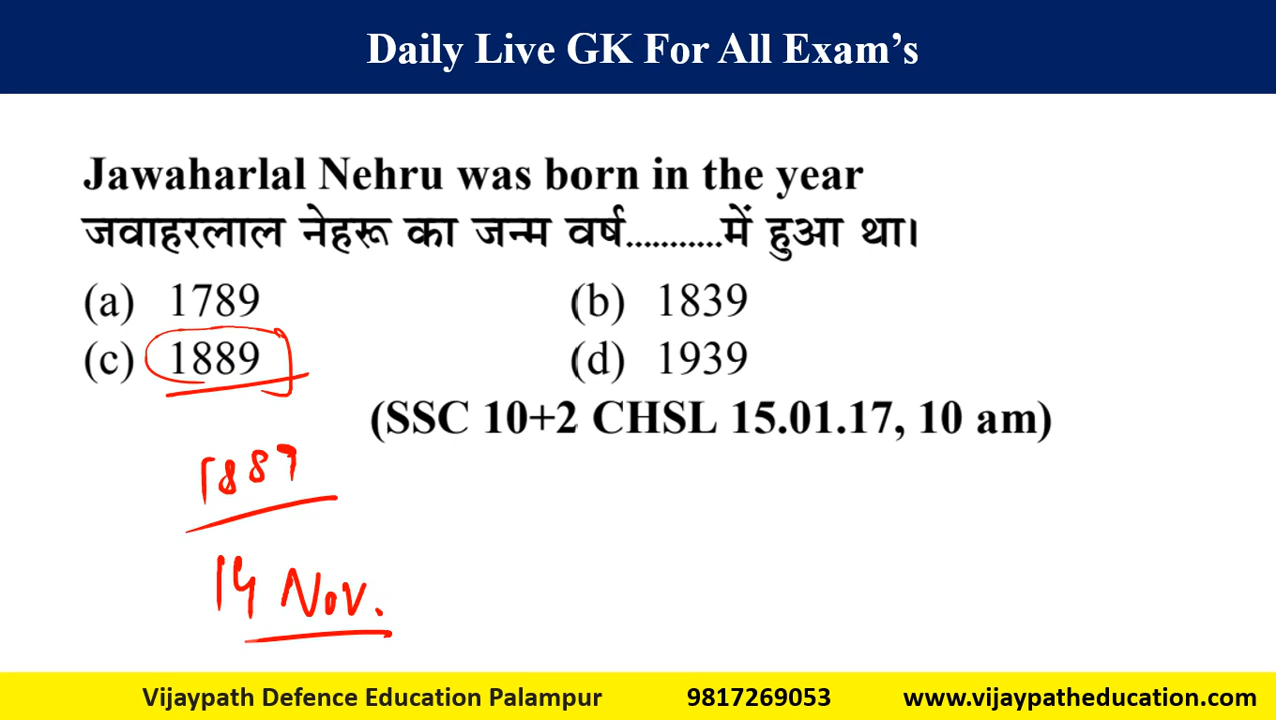 Daily Live GK For All Exam's
Jawaharlal Nehru was born in the year
जवाहरलाल नेहरू का जन्म वर्ष...........में हुआ था।
(a) 1789 (b) 1839
(c) 1889 (d) 1939
(SSC 10+2 CHSL 15.01.17, 10 am)
1889
14 Nov.
Vijaypath Defence Education Palampur 9817269053 www.vijaypatheducation.com